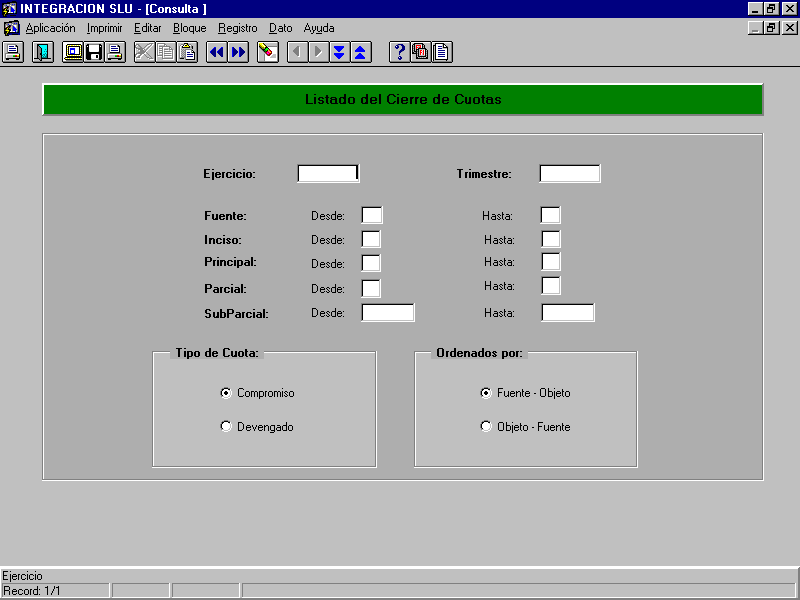 INTEGRACION SLU - [Consulta ]
Aplicación Imprimir Editar Bloque Registro Dato Ayuda
Listado del Cierre de Cuotas
Ejercicio: Trimestre:
Fuente: Desde: Hasta:
Inciso: Desde: Hasta:
Principal: Desde: Hasta:
Parcial: Desde: Hasta:
SubParcial: Desde: Hasta:
Tipo de Cuota: Ordenados por:
Compromiso Fuente - Objeto
Devengado Objeto - Fuente
Ejercicio
Record: 1/1